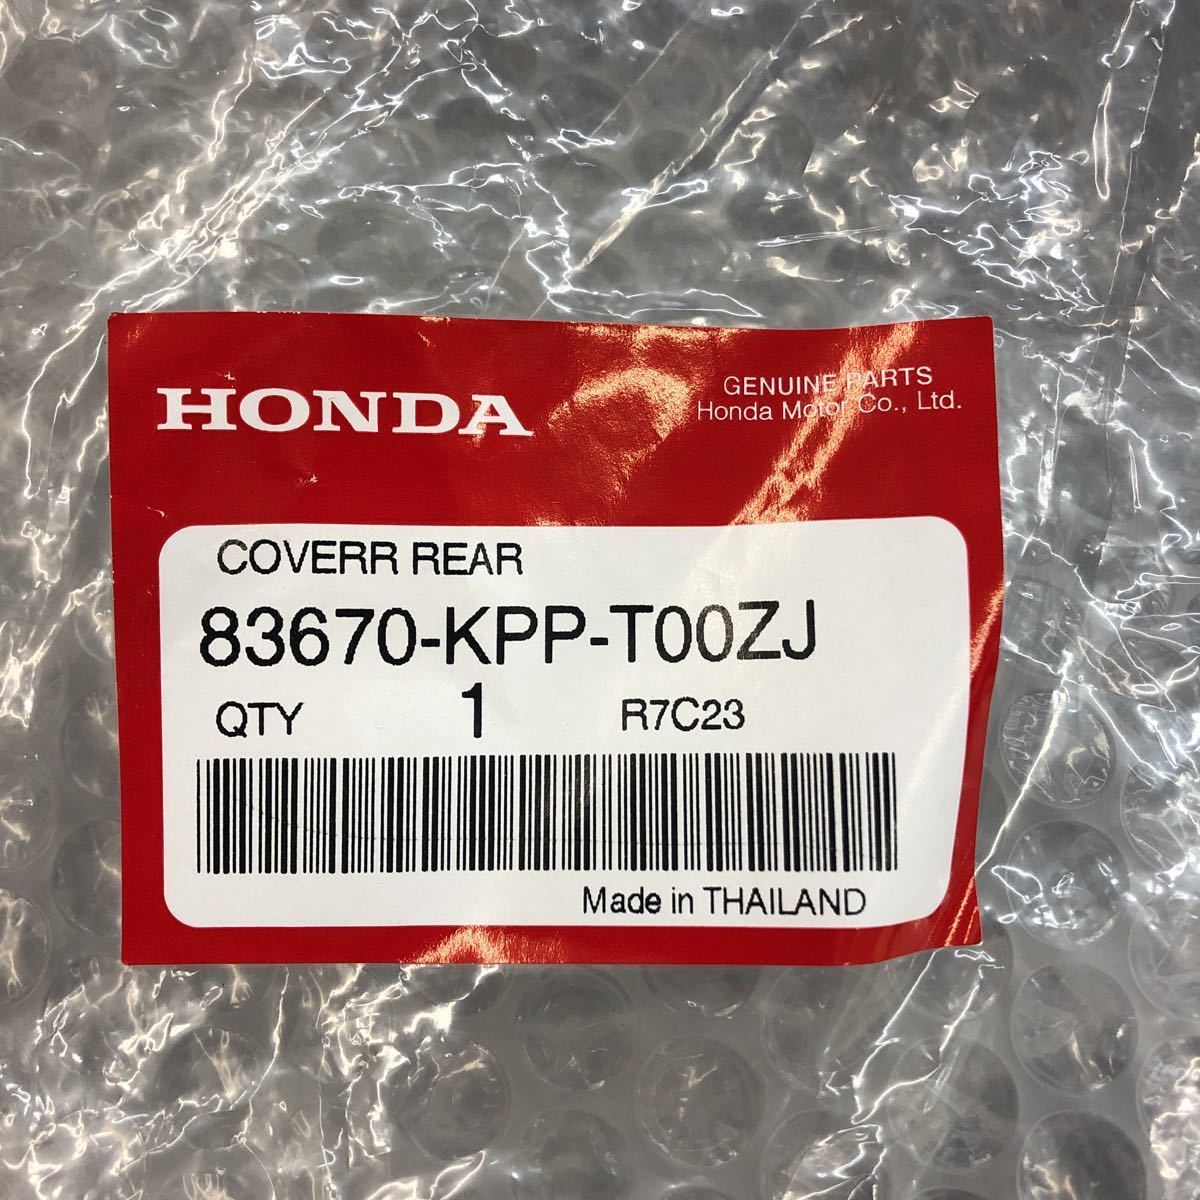 HONDA
GENUINE PARTS
Honda Motor Co., Ltd.
COVERR REAR
83670-KPP-T00ZJ
QTY 1 R7C23
Made in THAILAND